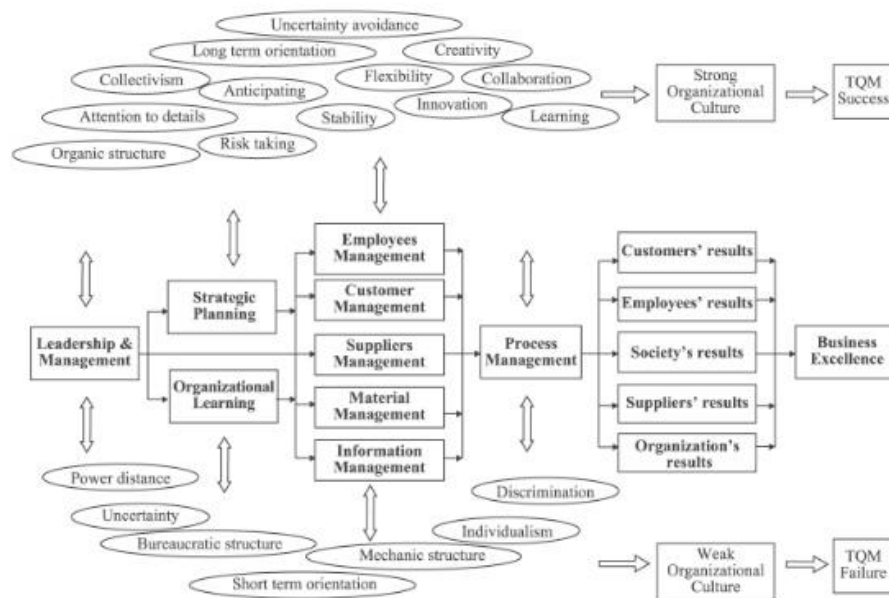 Uncertainty avoidance
Long term orientation
Creativity
Collectivism
Anticipating
Flexibility
Collaboration
Attention to details
Stability
Innovation
Learning
Organic structure
Risk taking
Strong
Organizational
Culture
TQM
Success
Employees
Management
Customers' results
Strategic
Planning
Customer
Management
Employees' results
Leadership &
Management
Suppliers
Management
Process
Management
Society's results
Business
Excellence
Organizational
Learning
Material
Management
Suppliers' results
Information
Management
Organization's
results
Power distance
Discrimination
Uncertainty
Individualism
Bureaucratic structure
Mechanic structure
Short term orientation
Weak
Organizational
Culture
TQM
Failure